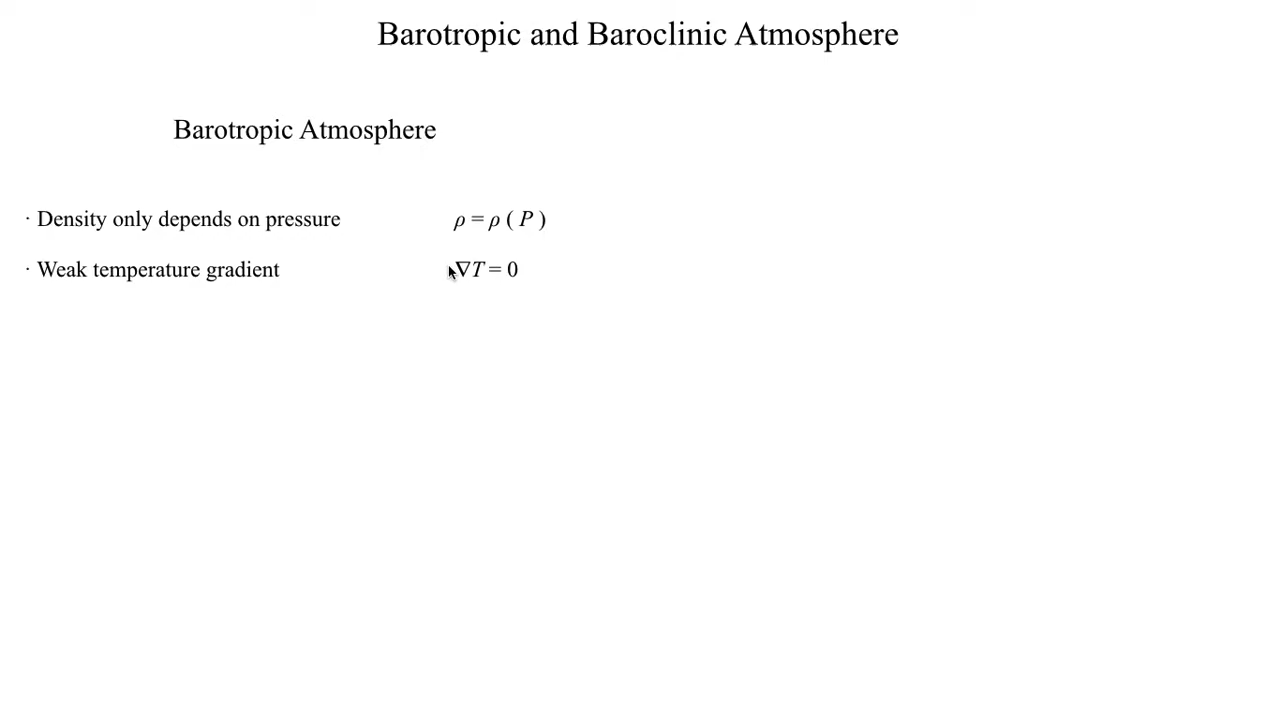 Barotropic and Baroclinic Atmosphere
Barotropic Atmosphere
· Density only depends on pressure ρ = ρ ( P )
· Weak temperature gradient ∇T = 0